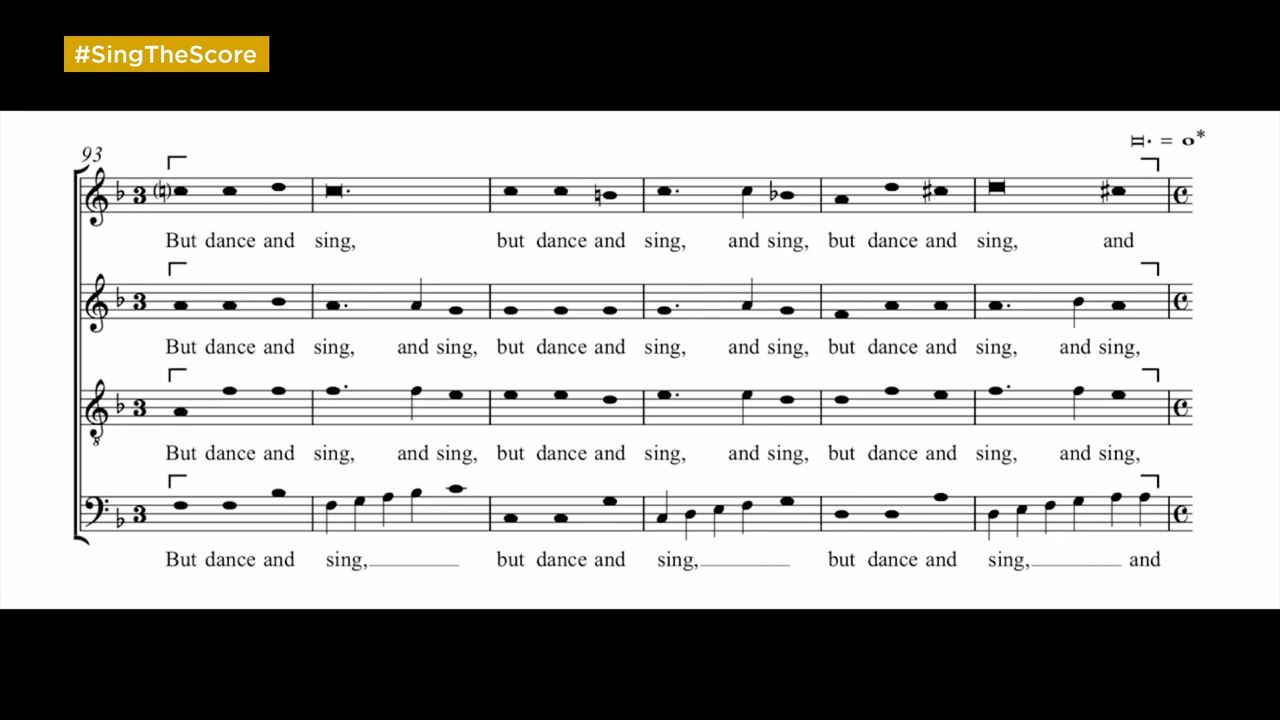 #SingTheScore
93
But dance and sing, but dance and sing, and sing, but dance and sing, and
But dance and sing, and sing, but dance and sing, and sing, but dance and sing, and sing,
But dance and sing, and sing, but dance and sing, and sing, but dance and sing, and sing,
But dance and sing, but dance and sing, but dance and sing, and